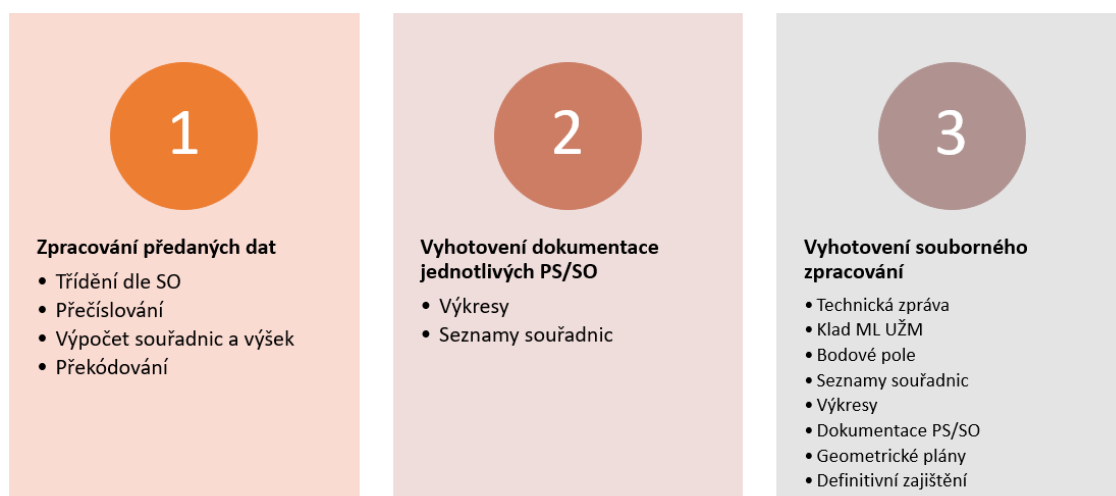 1
Zpracování předaných dat
• Třídění dle SO
• Přečíslování
• Výpočet souřadnic a výšek
• Překódování
2
Vyhotovení dokumentace
jednotlivých PS/SO
• Výkresy
• Seznamy souřadnic
3
Vyhotovení souborného
zpracování
• Technická zpráva
• Klad ML UŽM
• Bodové pole
• Seznamy souřadnic
• Výkresy
• Dokumentace PS/SO
• Geometrické plány
• Definitivní zajištění